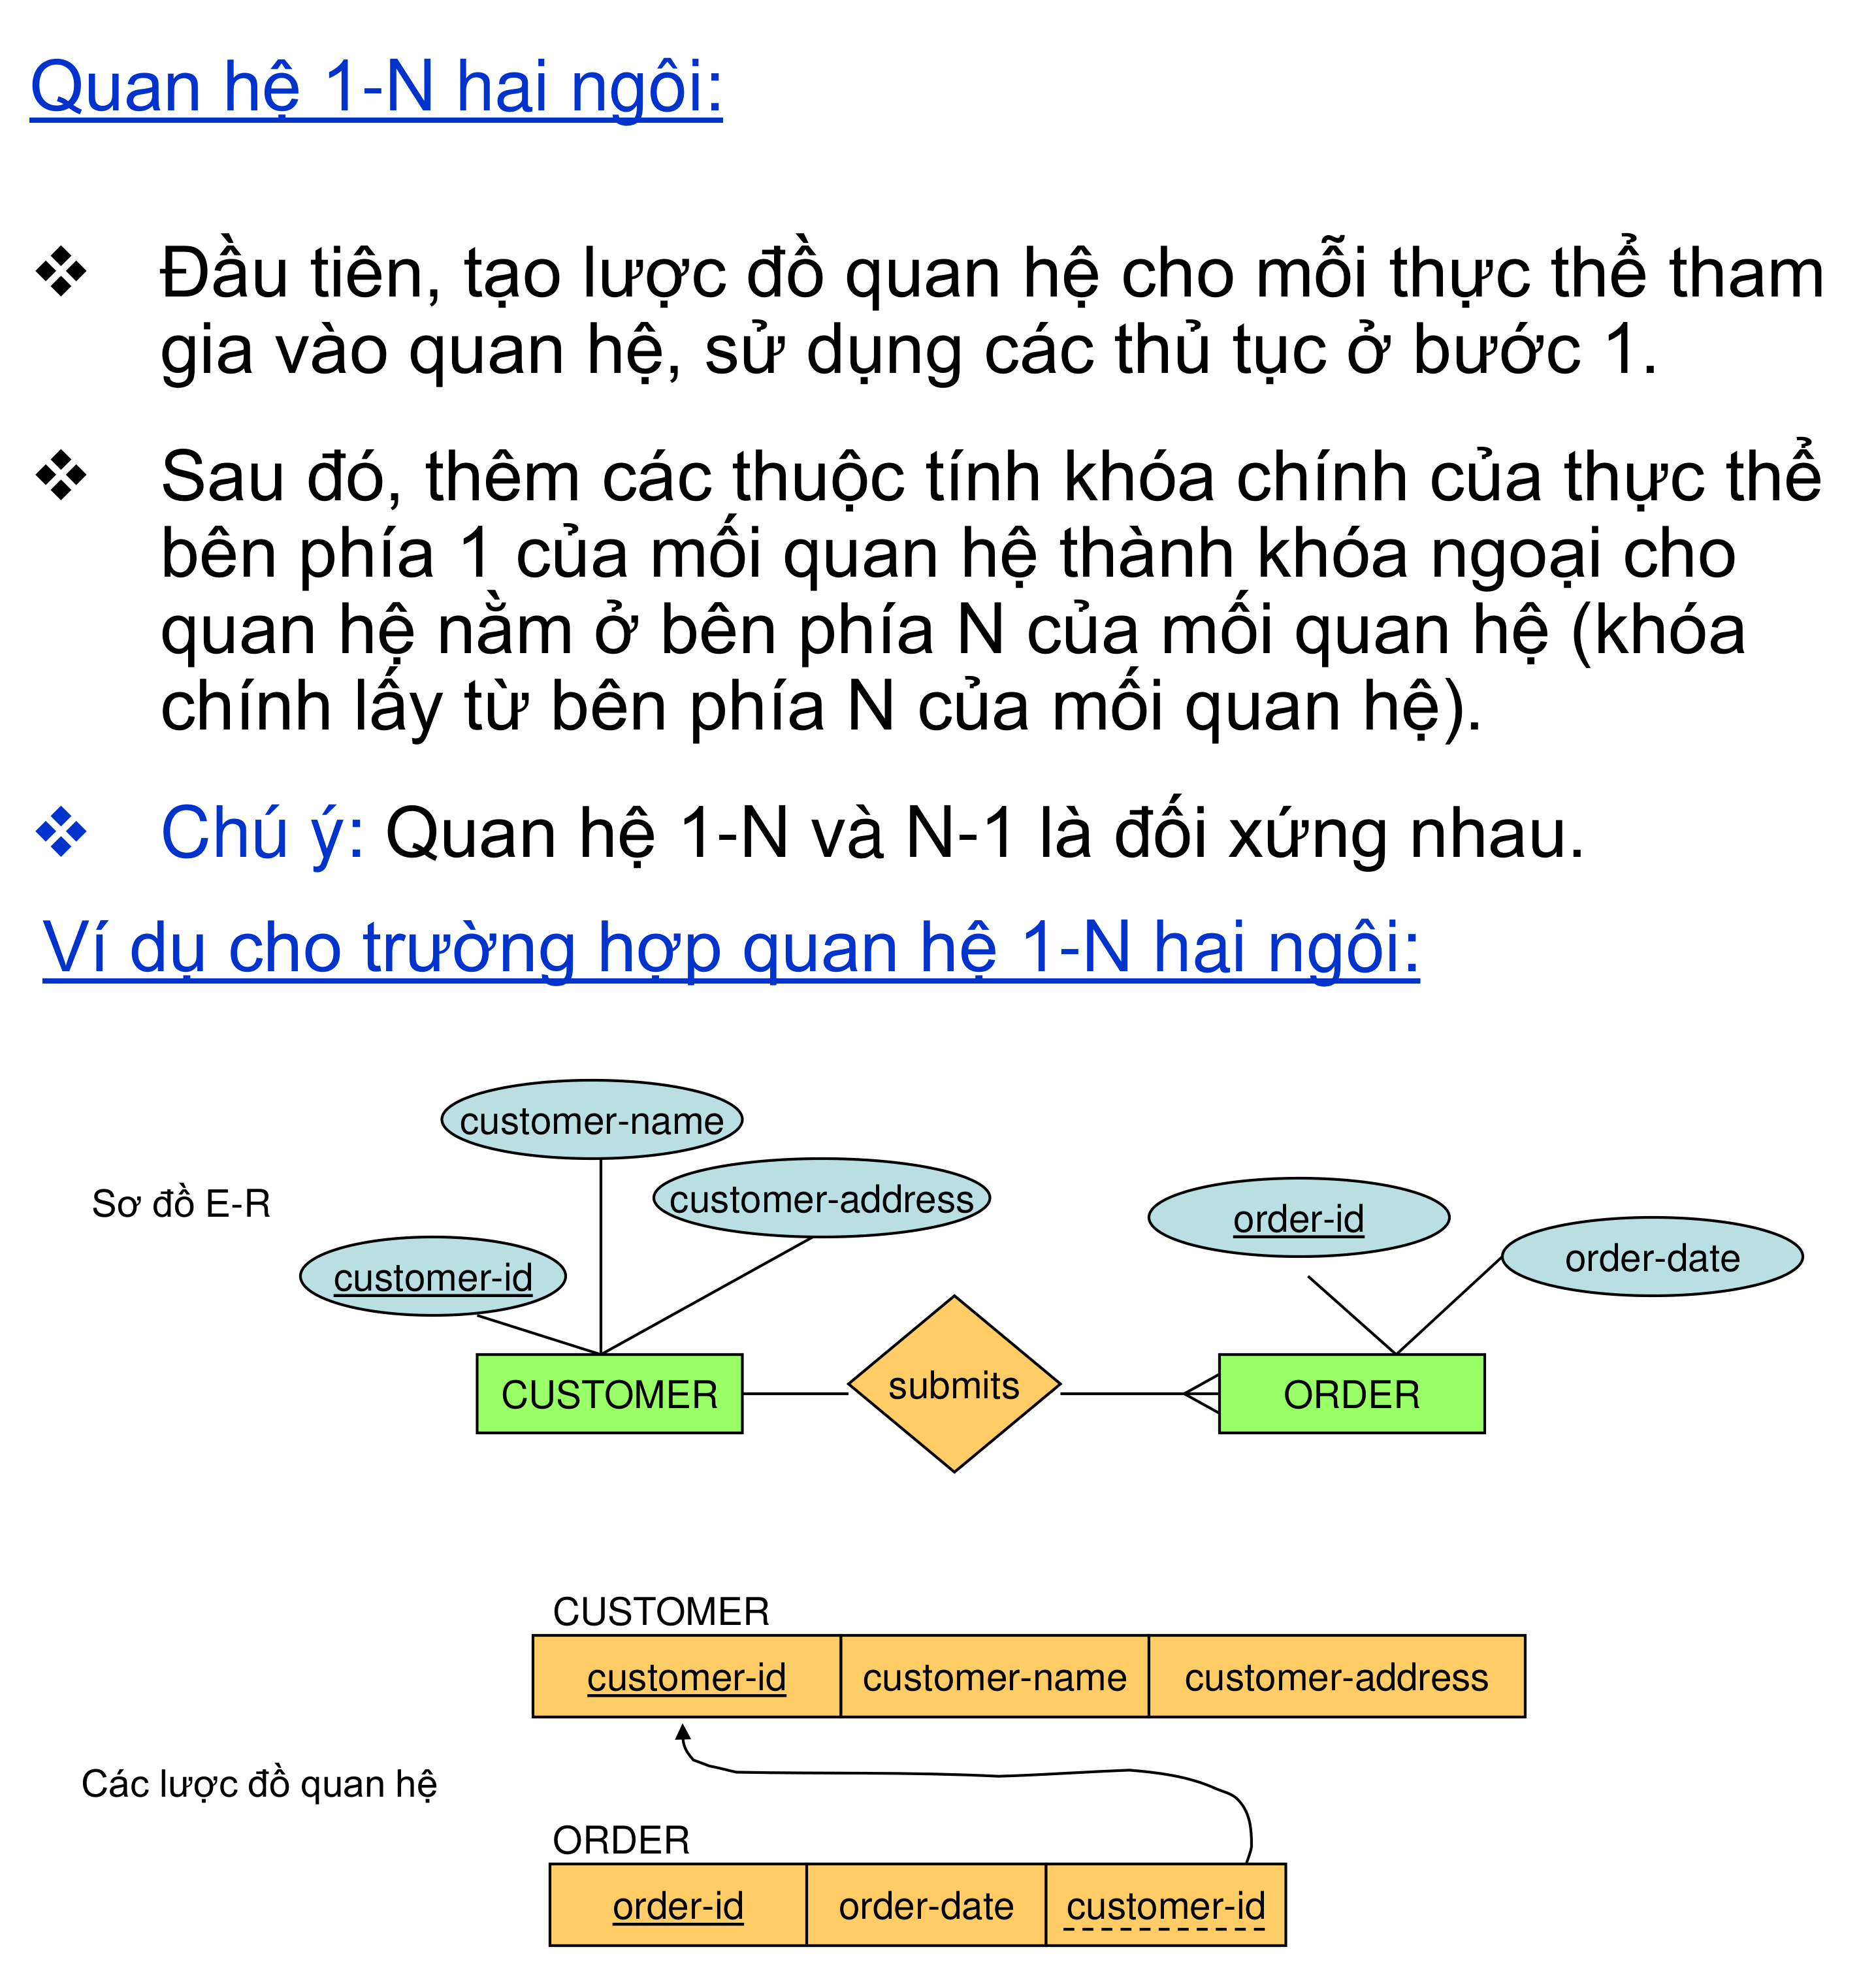 Quan hệ 1-N hai ngôi:
❖ Đầu tiên, tạo lược đồ quan hệ cho mỗi thực thể tham
gia vào quan hệ, sử dụng các thủ tục ở bước 1.
❖ Sau đó, thêm các thuộc tính khóa chính của thực thể
bên phía 1 của mối quan hệ thành khóa ngoại cho
quan hệ nằm ở bên phía N của mối quan hệ (khóa
chính lấy từ bên phía N của mối quan hệ).
❖ Chú ý: Quan hệ 1-N và N-1 là đối xứng nhau.
Ví dụ cho trường hợp quan hệ 1-N hai ngôi:
customer-name
Sơ đồ E-R
customer-address
order-id
order-date
customer-id
CUSTOMER
submits
ORDER
CUSTOMER
customer-id customer-name customer-address
Các lược đồ quan hệ
ORDER
order-id order-date customer-id